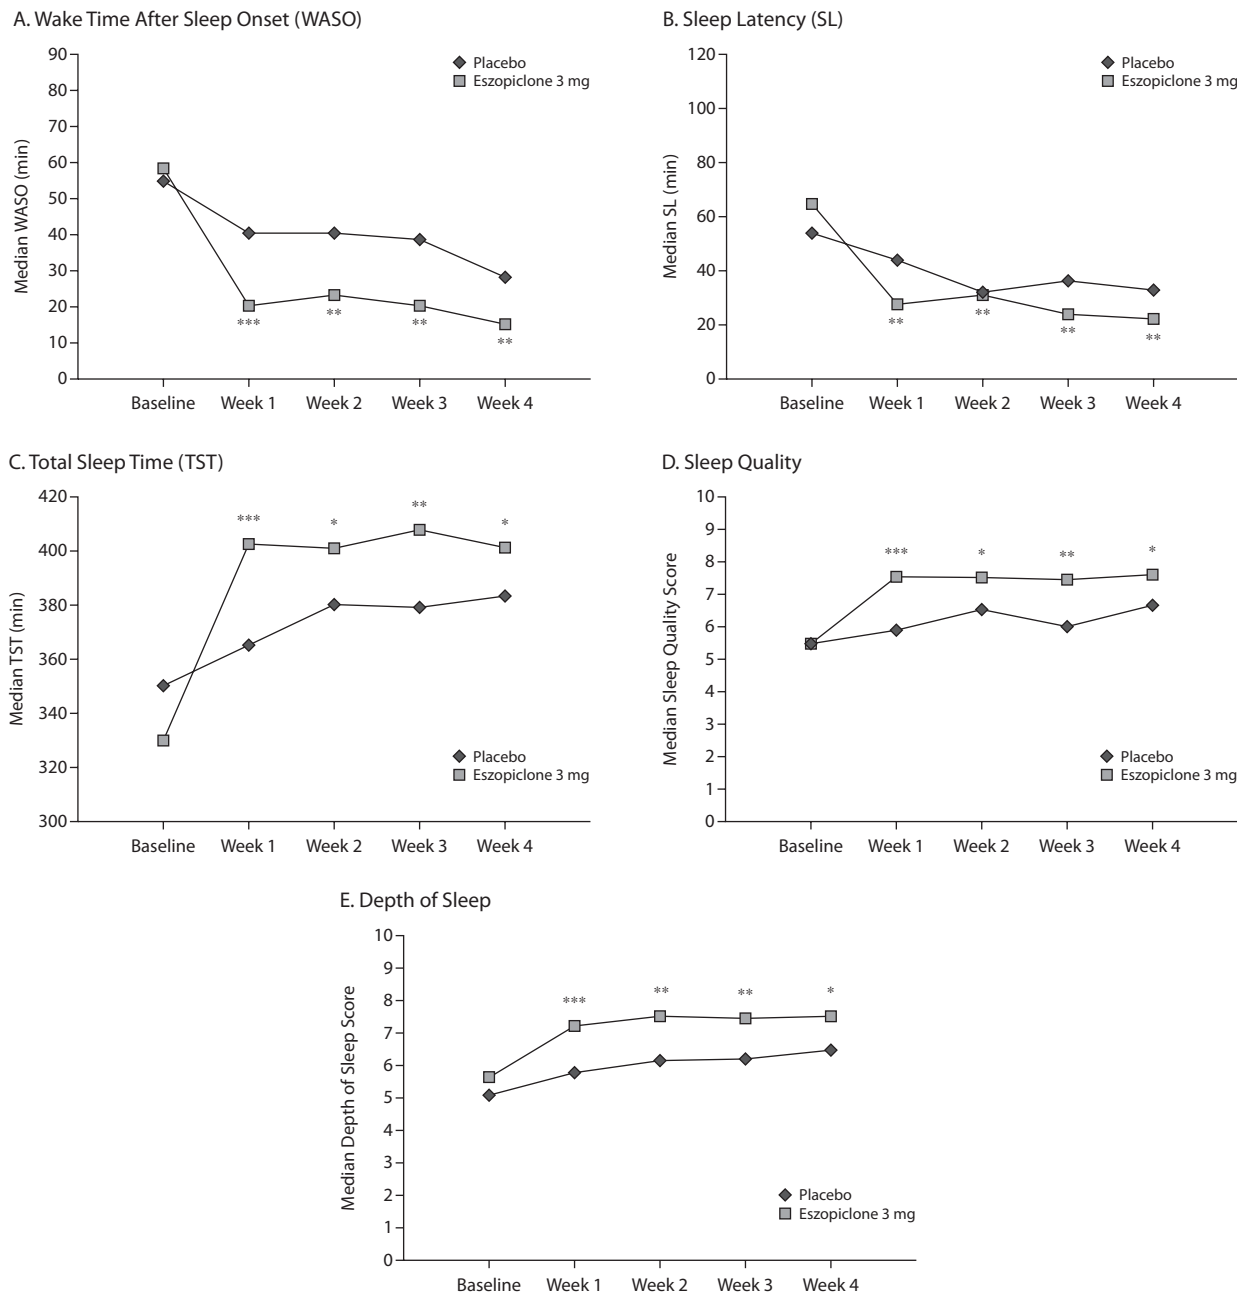 A. Wake Time After Sleep Onset (WASO)
90
80
70
60
50
40
30
20
10
0
Median WASO (min)
Placebo
Eszopiclone 3 mg
***
**
**
**
Baseline Week 1 Week 2 Week 3 Week 4
B. Sleep Latency (SL)
120
100
80
60
40
20
0
Median SL (min)
Placebo
Eszopiclone 3 mg
**
**
**
**
Baseline Week 1 Week 2 Week 3 Week 4
C. Total Sleep Time (TST)
420
400
380
360
340
320
300
Median TST (min)
*** * ** *
Placebo
Eszopiclone 3 mg
Baseline Week 1 Week 2 Week 3 Week 4
D. Sleep Quality
10
9
8
7
6
5
4
3
2
1
0
Median Sleep Quality Score
*** * ** *
Placebo
Eszopiclone 3 mg
Baseline Week 1 Week 2 Week 3 Week 4
E. Depth of Sleep
10
9
8
7
6
5
4
3
2
1
0
Median Depth of Sleep Score
*** ** ** *
Placebo
Eszopiclone 3 mg
Baseline Week 1 Week 2 Week 3 Week 4